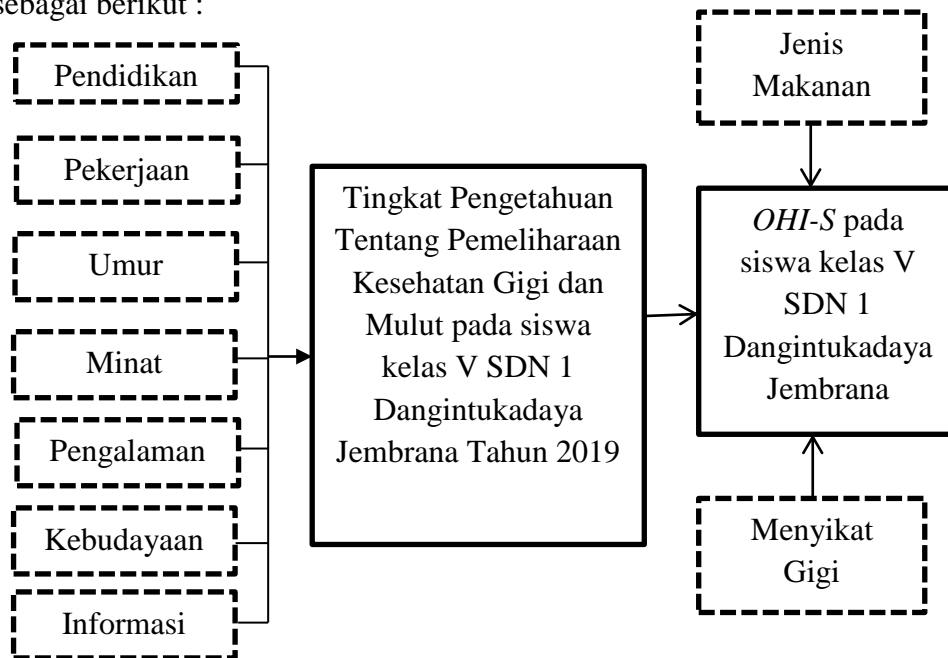 sebagai berikut :
Pendidikan
Pekerjaan
Umur
Minat
Pengalaman
Kebudayaan
Informasi
Tingkat Pengetahuan
Tentang Pemeliharaan
Kesehatan Gigi dan
Mulut pada siswa
kelas V SDN 1
Dangintukadaya
Jembrana Tahun 2019
Jenis
Makanan
OHI-S pada
siswa kelas V
SDN 1
Dangintukadaya
Jembrana
Menyikat
Gigi